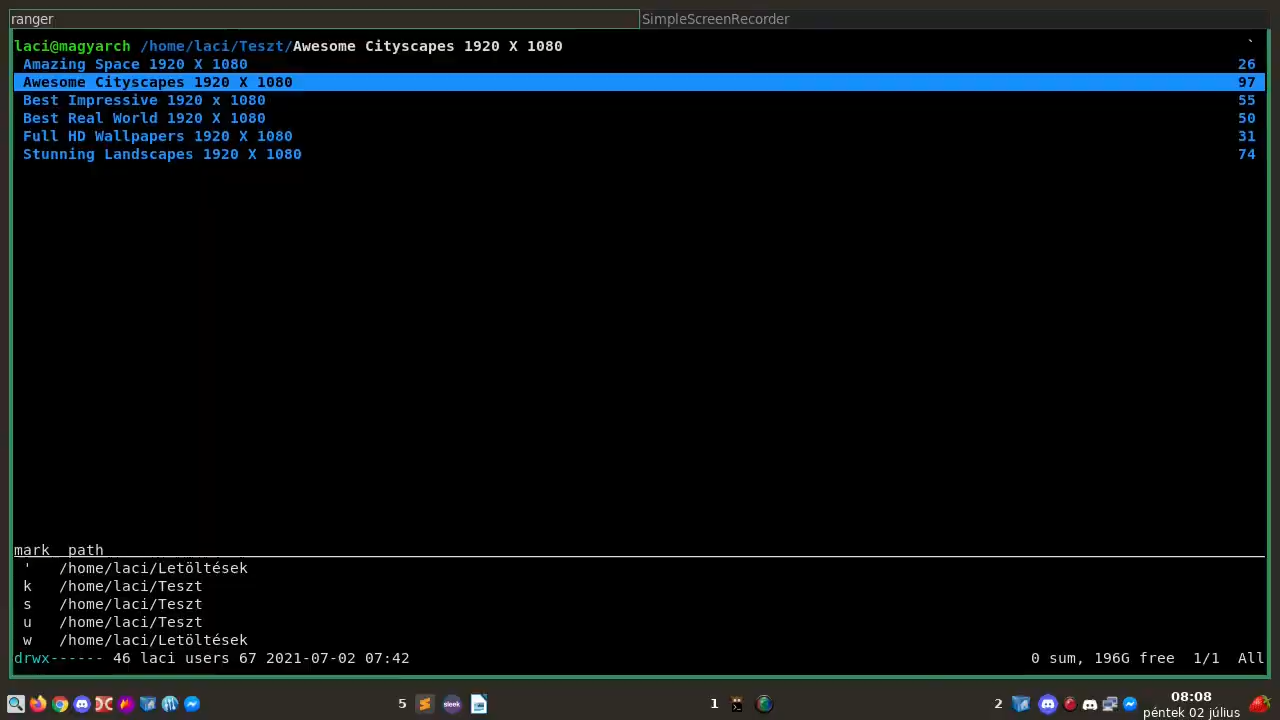 ranger SimpleScreenRecorder
laci@magyarch /home/laci/Teszt/Awesome Cityscapes 1920 X 1080 `
Amazing Space 1920 X 1080 26
Awesome Cityscapes 1920 X 1080 97
Best Impressive 1920 x 1080 55
Best Real World 1920 X 1080 50
Full HD Wallpapers 1920 X 1080 31
Stunning Landscapes 1920 X 1080 74
mark path
' /home/laci/Letöltések
k /home/laci/Teszt
s /home/laci/Teszt
u /home/laci/Teszt
w /home/laci/Letöltések
drwx------ 46 laci users 67 2021-07-02 07:42 0 sum, 196G free 1/1 All
5 sleek 1 2 08:08
péntek 02 július